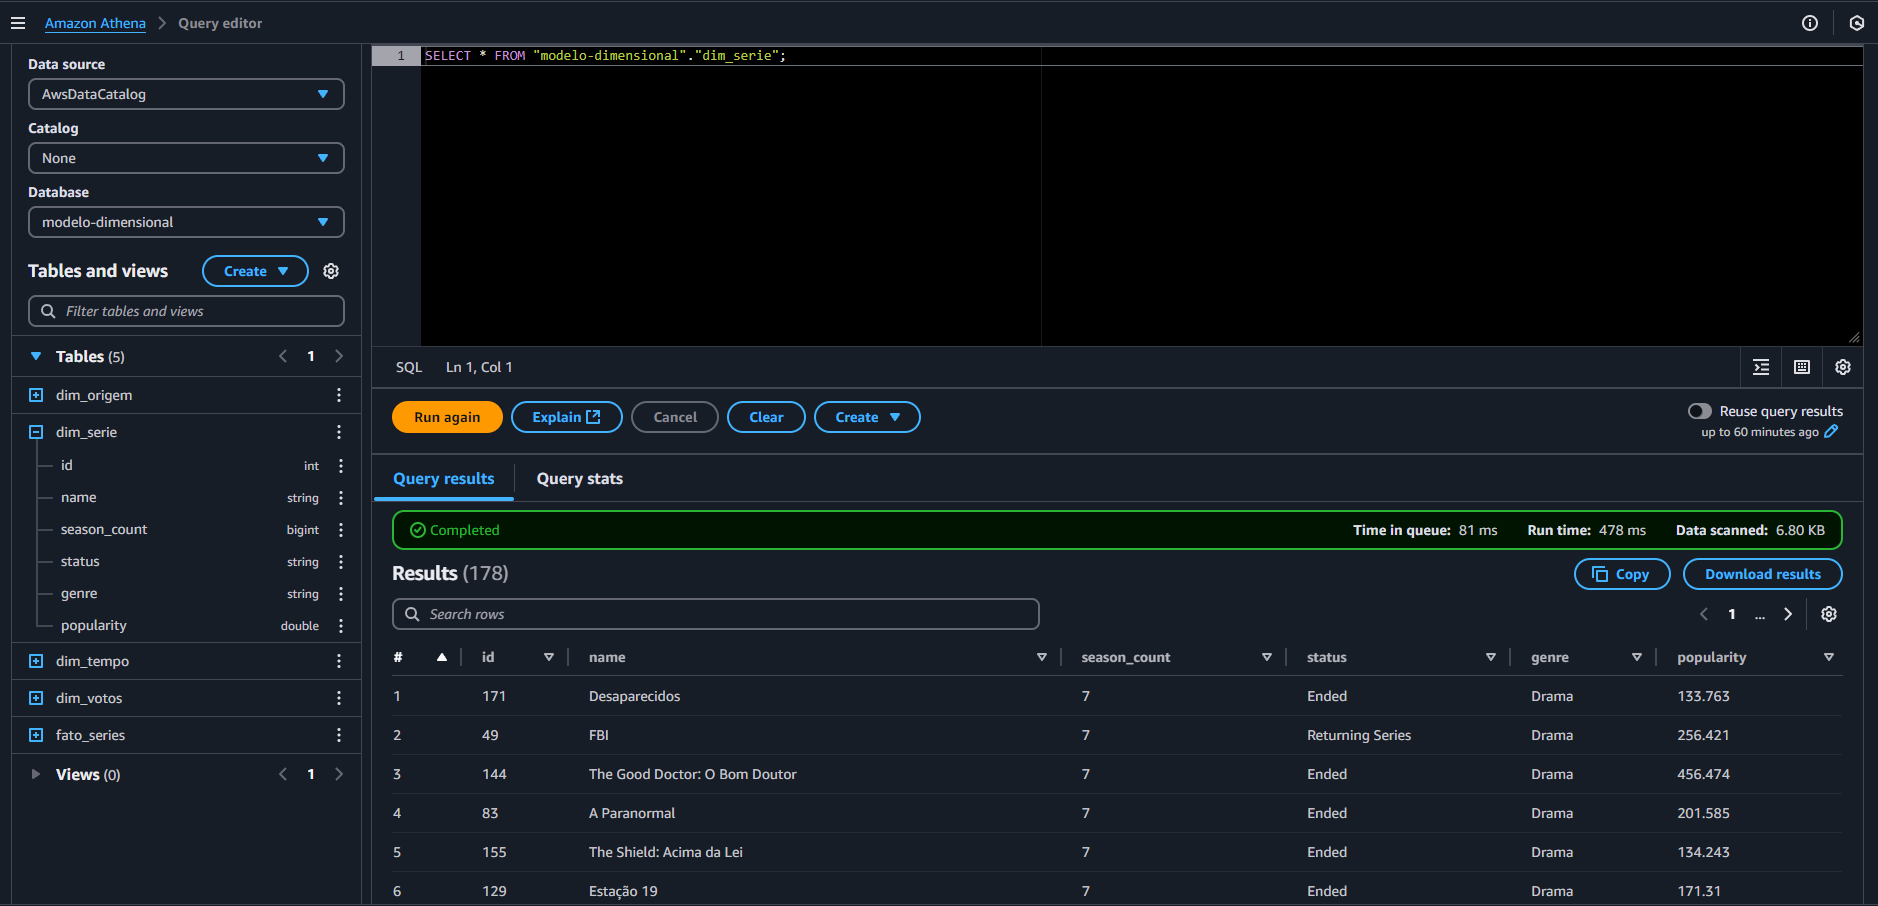 Amazon Athena > Query editor
Data source
AwsDataCatalog
Catalog
None
Database
modelo-dimensional
Tables and views Create
Filter tables and views
Tables (5) < 1 >
dim_origem
dim_serie
id int
name string
season_count bigint
status string
genre string
popularity double
dim_tempo
dim_votos
fato_series
Views (0) < 1 >
1 SELECT * FROM "modelo-dimensional"."dim_serie";
SQL Ln 1, Col 1
Run again Explain Cancel Clear Create
Reuse query results
up to 60 minutes ago
Query results Query stats
Completed Time in queue: 81 ms Run time: 478 ms Data scanned: 6.80 KB
Results (178) Copy Download results
Search rows < 1 ... >
# id name season_count status genre popularity
1 171 Desaparecidos 7 Ended Drama 133.763
2 49 FBI 7 Returning Series Drama 256.421
3 144 The Good Doctor: O Bom Doutor 7 Ended Drama 456.474
4 83 A Paranormal 7 Ended Drama 201.585
5 155 The Shield: Acima da Lei 7 Ended Drama 134.243
6 129 Estação 19 7 Ended Drama 171.31